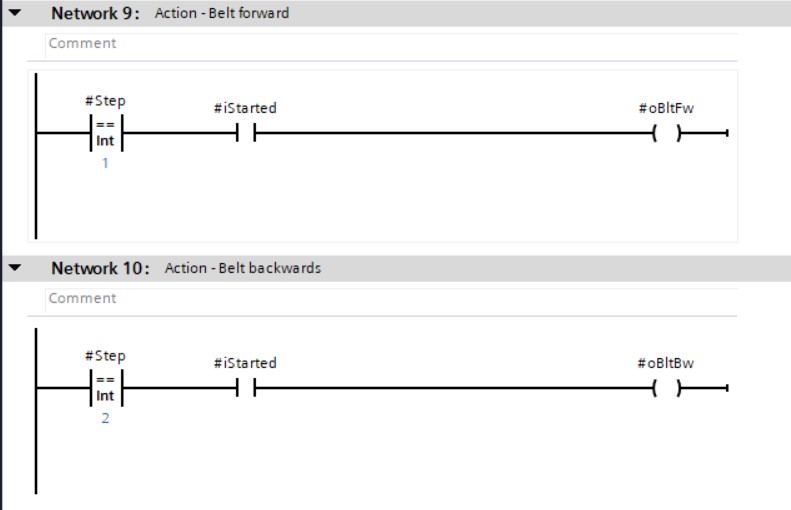 Network 9: Action - Belt forward
Comment
#Step
#iStarted
#oBltFw
==
Int
1
Network 10: Action - Belt backwards
Comment
#Step
#iStarted
#oBltBw
==
Int
2